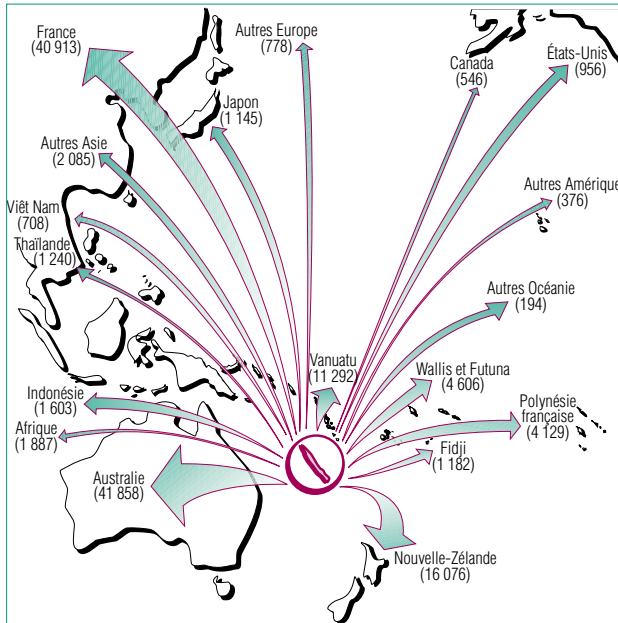 France
(40 913)
Autres Europe
(778)
Canada
(546)
États-Unis
(956)
Japon
(1 145)
Autres Asie
(2 085)
Autres Amérique
(376)
Viêt Nam
(708)
Thaïlande
(1 240)
Autres Océanie
(194)
Vanuatu
(11 292)
Wallis et Futuna
(4 606)
Indonésie
(1 603)
Polynésie
française
(4 129)
Afrique
(1 887)
Fidji
(1 182)
Australie
(41 858)
Nouvelle-Zélande
(16 076)